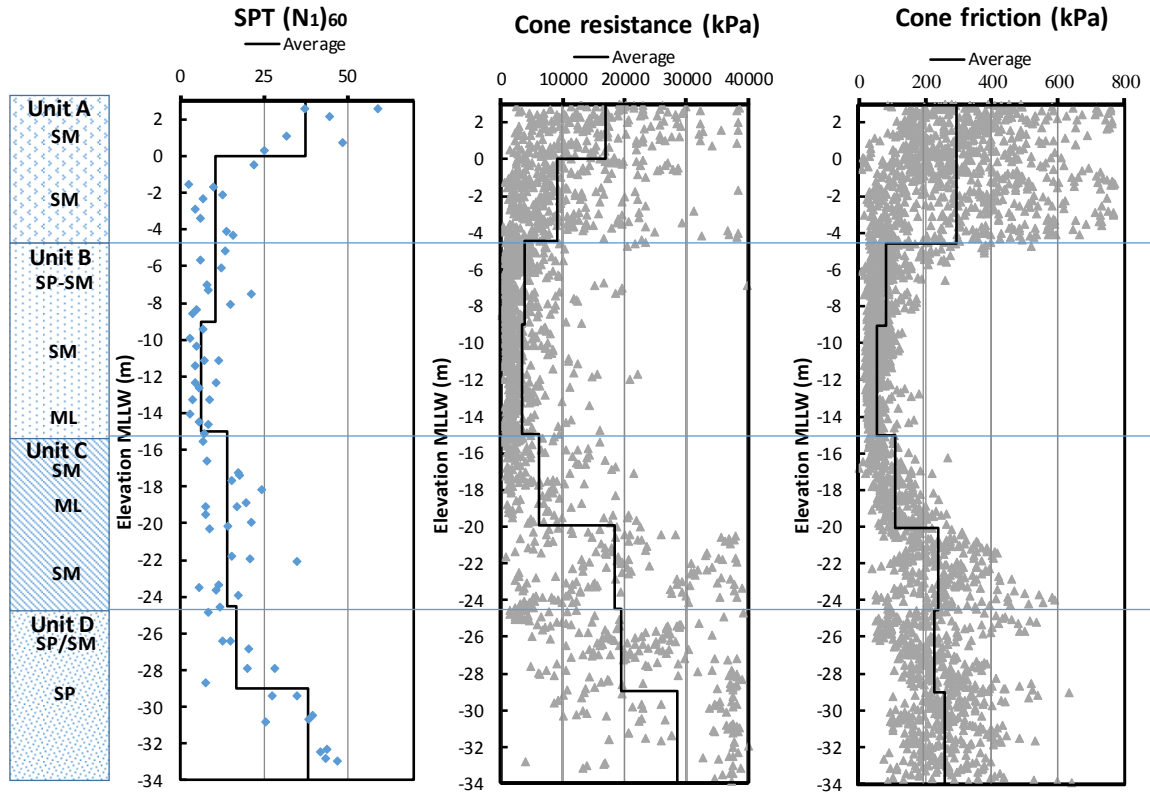 SPT (N1)60
Average
0 25 50
Unit A
SM
SM
Unit B
SP-SM
SM
ML
Unit C
SM
ML
SM
Unit D
SP/SM
SP
Elevation MLLW (m)
2
0
-2
-4
-6
-8
-10
-12
-14
-16
-18
-20
-22
-24
-26
-28
-30
-32
-34
Cone resistance (kPa)
Average
0 10000 20000 30000 40000
Elevation MLLW (m)
2
0
-2
-4
-6
-8
-10
-12
-14
-16
-18
-20
-22
-24
-26
-28
-30
-32
-34
Cone friction (kPa)
Average
0 200 400 600 800
Elevation MLLW (m)
2
0
-2
-4
-6
-8
-10
-12
-14
-16
-18
-20
-22
-24
-26
-28
-30
-32
-34